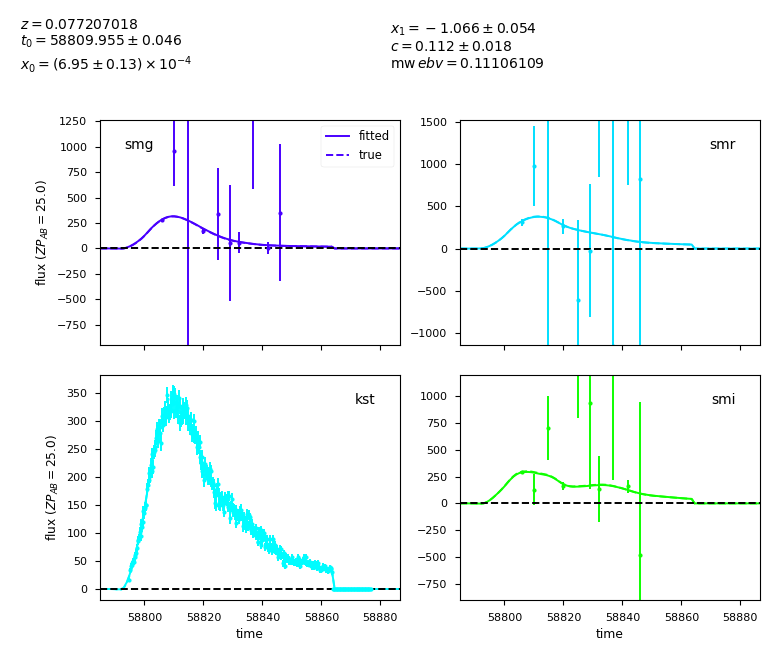 z = 0.077207018
t₀ = 58809.955 ± 0.046
x₀ = (6.95 ± 0.13) × 10⁻⁴
x₁ = −1.066 ± 0.054
c = 0.112 ± 0.018
mw ebv = 0.11106109
smg
fitted
true
1250
1000
750
500
250
0
−250
−500
−750
flux (ZP_AB = 25.0)
smr
1500
1000
500
0
−500
−1000
kst
350
300
250
200
150
100
50
0
flux (ZP_AB = 25.0)
58800 58820 58840 58860 58880
time
smi
1000
750
500
250
0
−250
−500
−750
58800 58820 58840 58860 58880
time